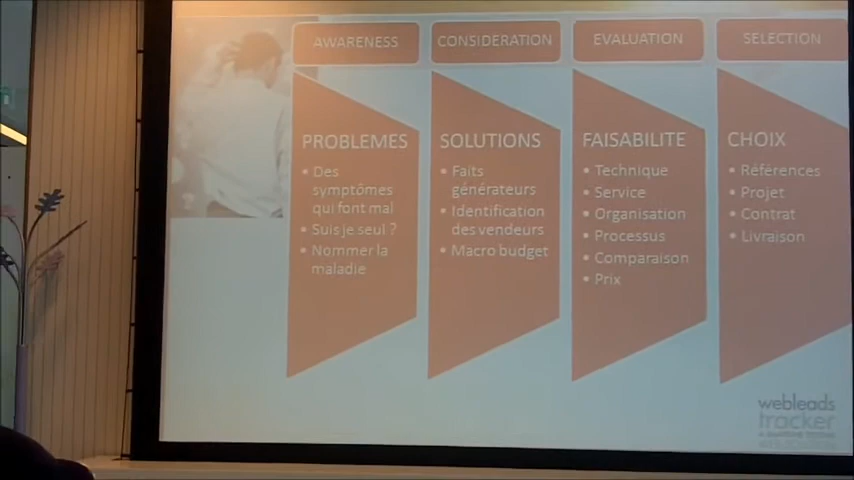 AWARENESS
CONSIDERATION
EVALUATION
SELECTION
PROBLEMES
• Des
symptômes
qui font mal
• Suis je seul ?
• Nommer la
maladie
SOLUTIONS
• Faits
générateurs
• Identification
des vendeurs
• Macro budget
FAISABILITE
• Technique
• Service
• Organisation
• Processus
• Comparaison
• Prix
CHOIX
• Références
• Projet
• Contrat
• Livraison
webleads
tracker